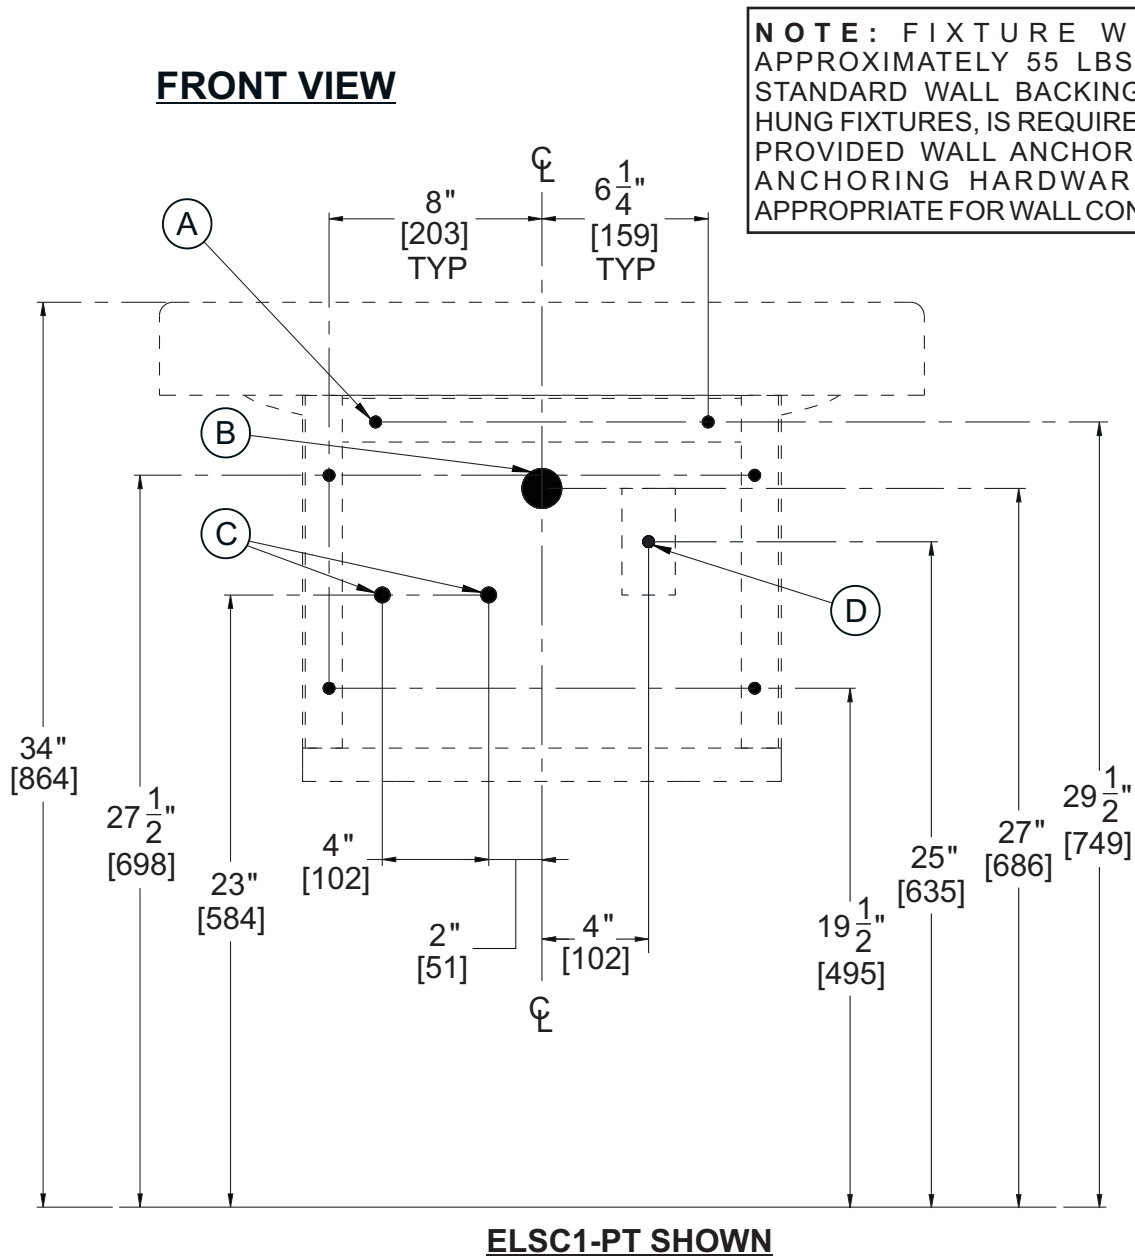 NOTE: FIXTURE W
APPROXIMATELY 55 LBS
STANDARD WALL BACKING
HUNG FIXTURES, IS REQUIRE
PROVIDED WALL ANCHOR
ANCHORING HARDWAR
APPROPRIATE FOR WALL CON
FRONT VIEW
℄
8"
[203]
TYP
6 1/4"
[159]
TYP
A
B
C
D
34"
[864]
27 1/2"
[698]
23"
[584]
4"
[102]
2"
[51]
4"
[102]
19 1/2"
[495]
25"
[635]
27"
[686]
29 1/2"
[749]
℄
ELSC1-PT SHOWN